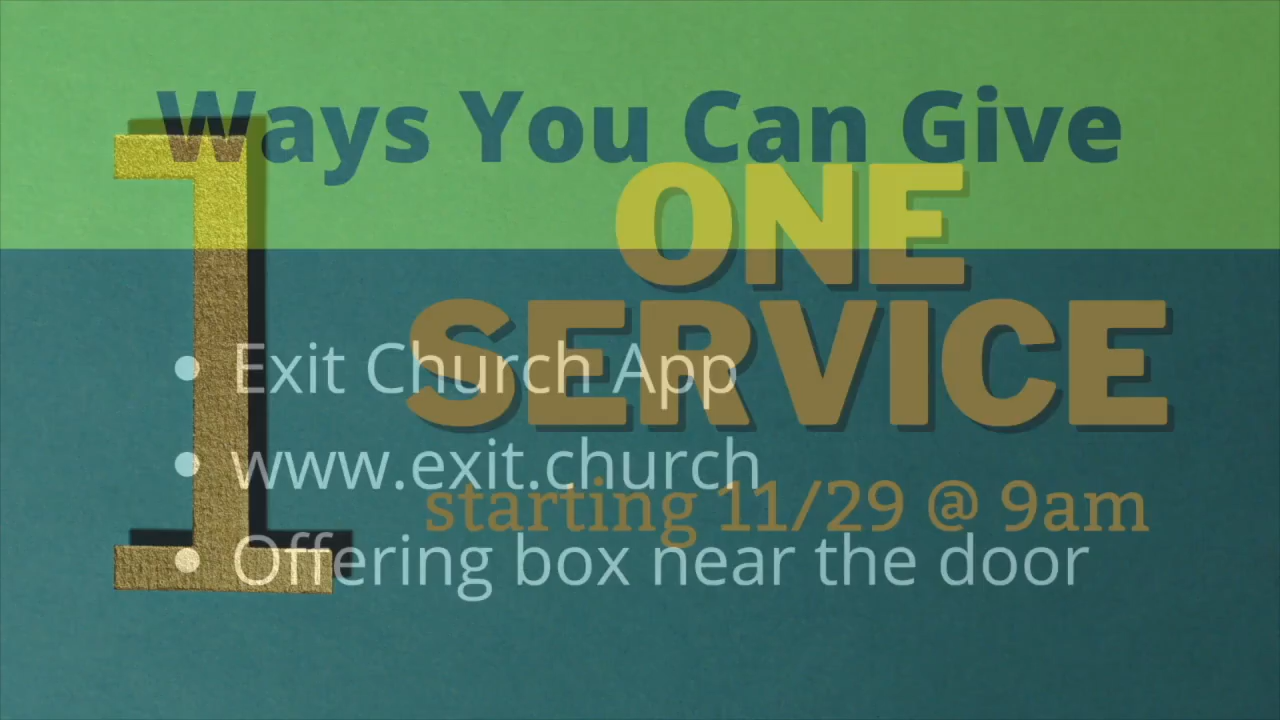 Ways You Can Give
1
ONE
SERVICE
• Exit Church App
• www.exit.church
starting 11/29 @ 9am
• Offering box near the door